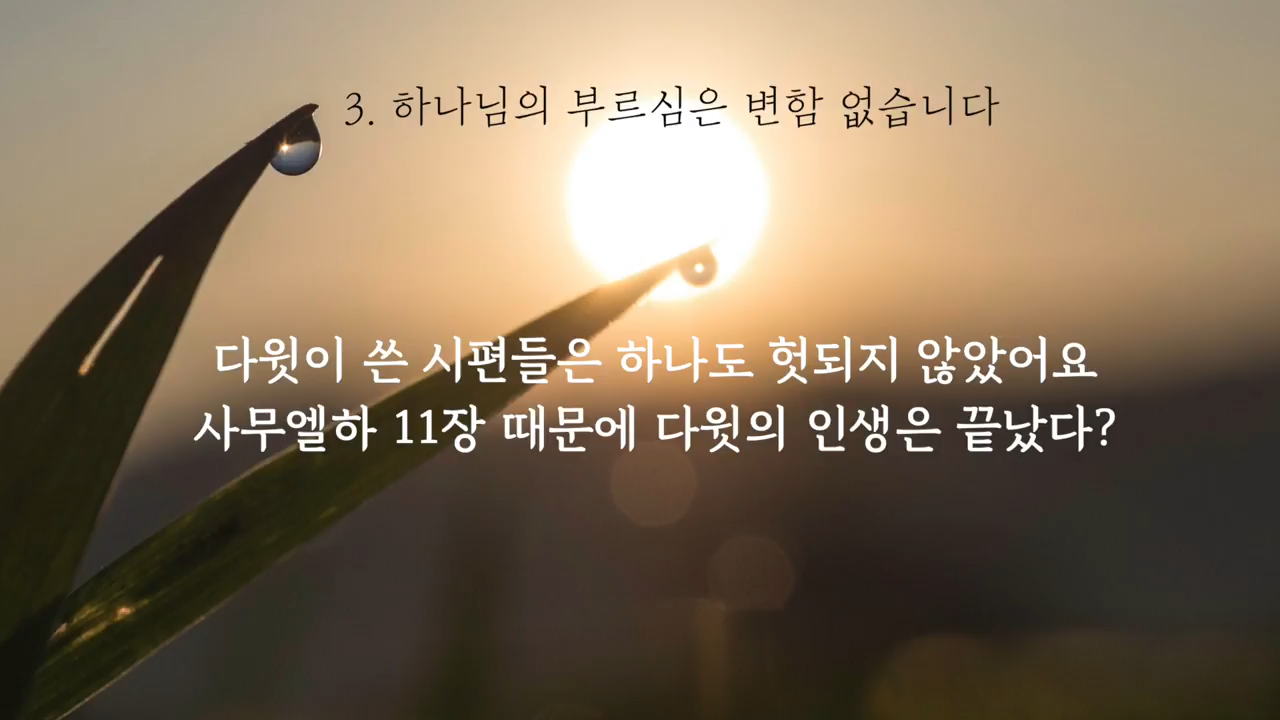 3. 하나님의 부르심은 변함 없습니다
다윗이 쓴 시편들은 하나도 헛되지 않았어요
사무엘하 11장 때문에 다윗의 인생은 끝났다?